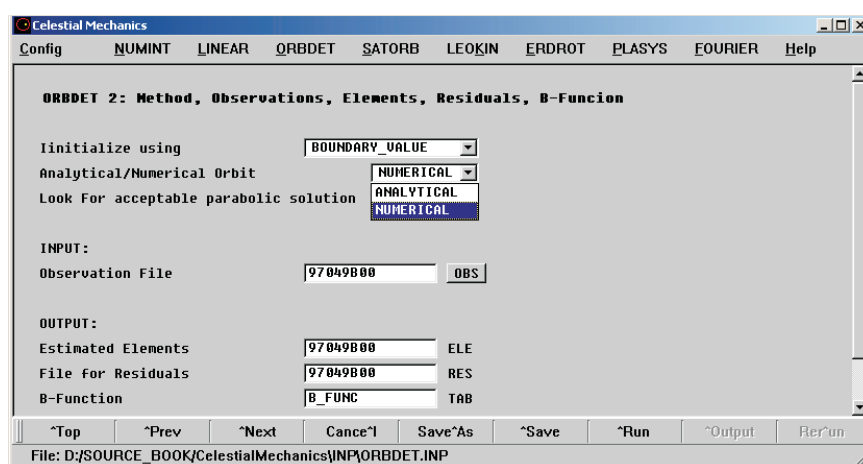 Celestial Mechanics
Config NUMINT LINEAR ORBDET SATORB LEOKIN ERDROT PLASYS FOURIER Help
ORBDET 2: Method, Observations, Elements, Residuals, B-Funcion
Iinitialize using BOUNDARY_VALUE
Analytical/Numerical Orbit NUMERICAL
ANALYTICAL
Look For acceptable parabolic solution
NUMERICAL
INPUT:
Observation File 97049B00 OBS
OUTPUT:
Estimated Elements 97049B00 ELE
File for Residuals 97049B00 RES
B-Function B_FUNC TAB
^Top ^Prev ^Next Cance^l Save^As ^Save ^Run ^Output Rer^un
File: D:/SOURCE_BOOK/CelestialMechanics\INP\ORBDET.INP